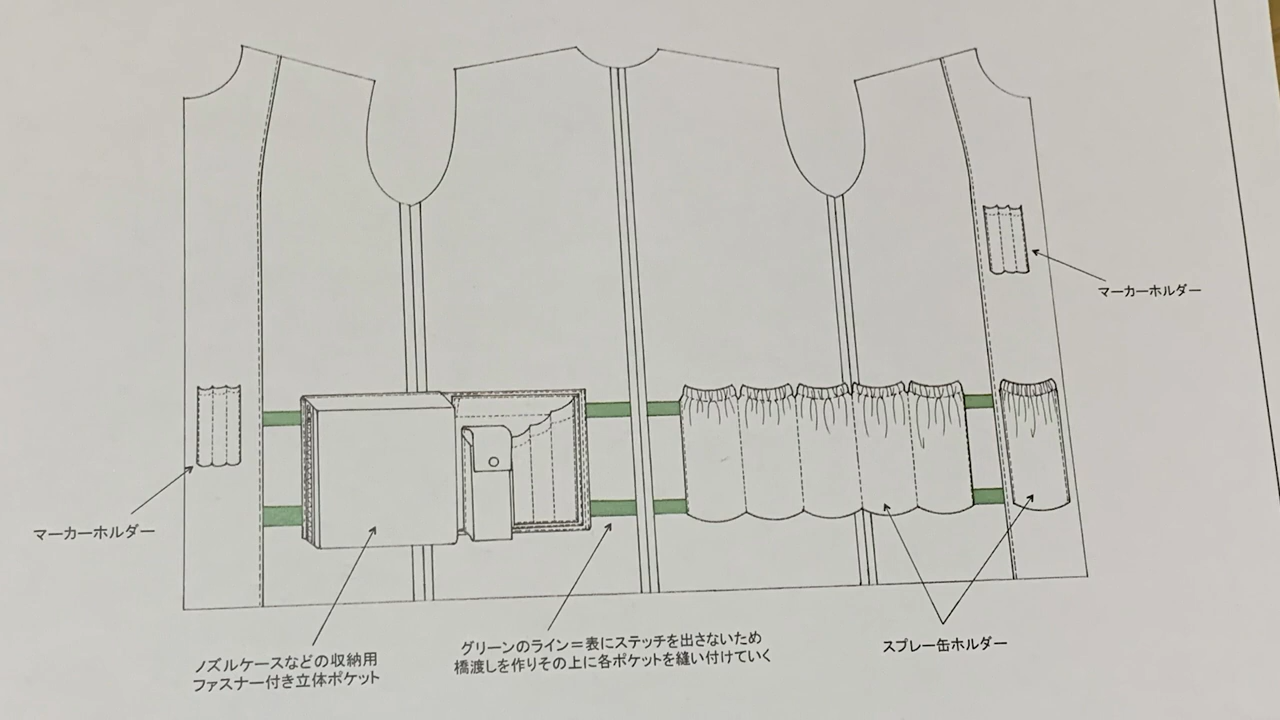 マーカーホルダー
マーカーホルダー
ノズルケースなどの収納用
ファスナー付き立体ポケット
グリーンのライン＝表にステッチを出さないため
橋渡しを作りその上に各ポケットを縫い付けていく
スプレー缶ホルダー